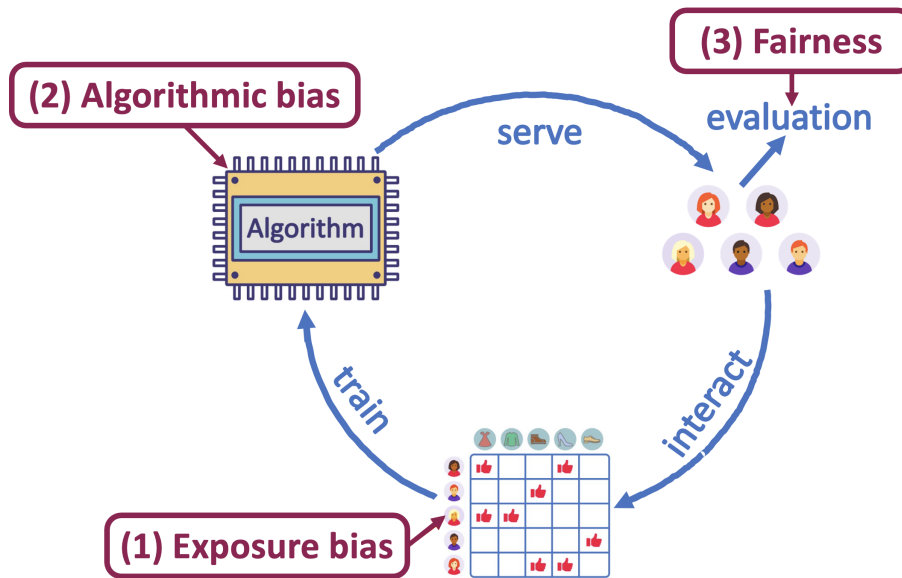 (3) Fairness
(2) Algorithmic bias
serve
evaluation
Algorithm
train
interact
(1) Exposure bias